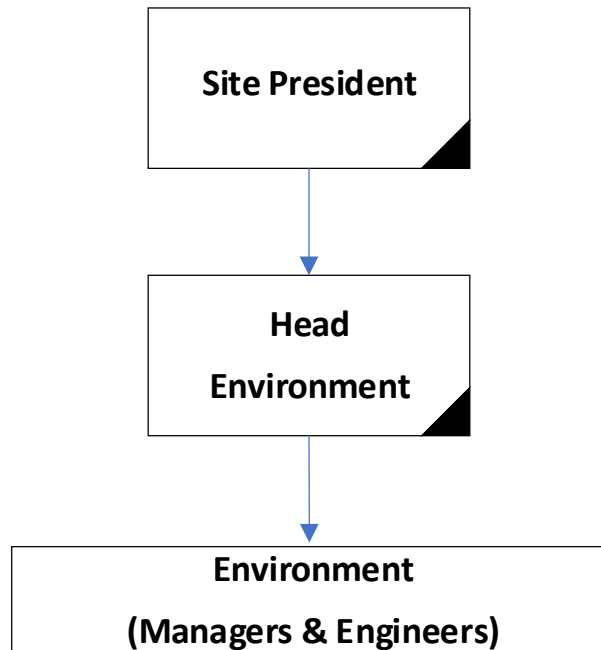 Site President
Head
Environment
Environment
(Managers & Engineers)